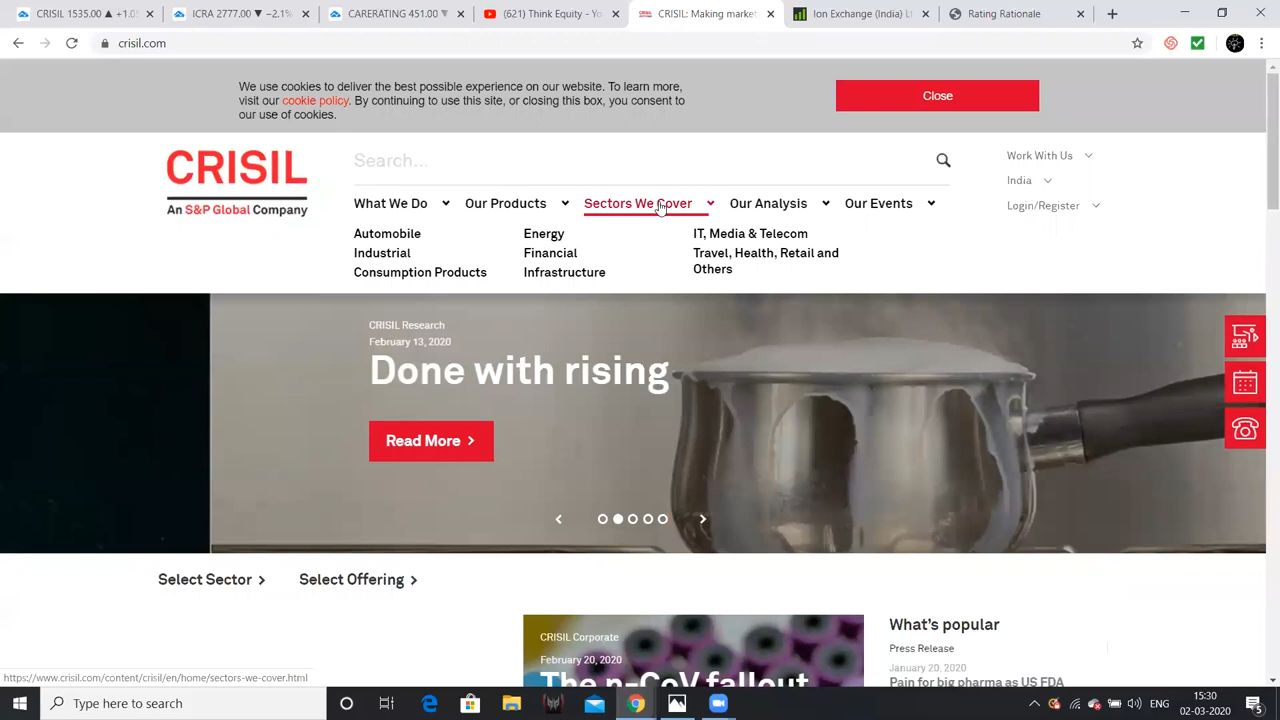 CRISIL 1535.00 ▲ +1.05
ICRA 2777.00 ▼ −2.1%
CARERATING 451.00 ▼
(621) Think Equity - Yo
CRISIL: Making market
Ion Exchange (India) Lt
Rating Rationale
crisil.com
We use cookies to deliver the best possible experience on our website. To learn more,
visit our cookie policy. By continuing to use this site, or closing this box, you consent to
our use of cookies.
Close
CRISIL
An S&P Global Company
Search...
Work With Us
India
Login/Register
What We Do
Our Products
Sectors We Cover
Our Analysis
Our Events
Automobile
Energy
IT, Media & Telecom
Industrial
Financial
Travel, Health, Retail and
Others
Consumption Products
Infrastructure
CRISIL Research
February 13, 2020
Done with rising
Read More
Select Sector
Select Offering
CRISIL Corporate
February 20, 2020
The n-CoV fallout
What's popular
Press Release
January 20, 2020
Pain for big pharma as US FDA
https://www.crisil.com/content/crisil/en/home/sectors-we-cover.html
Type here to search
ENG
15:30
02-03-2020
5